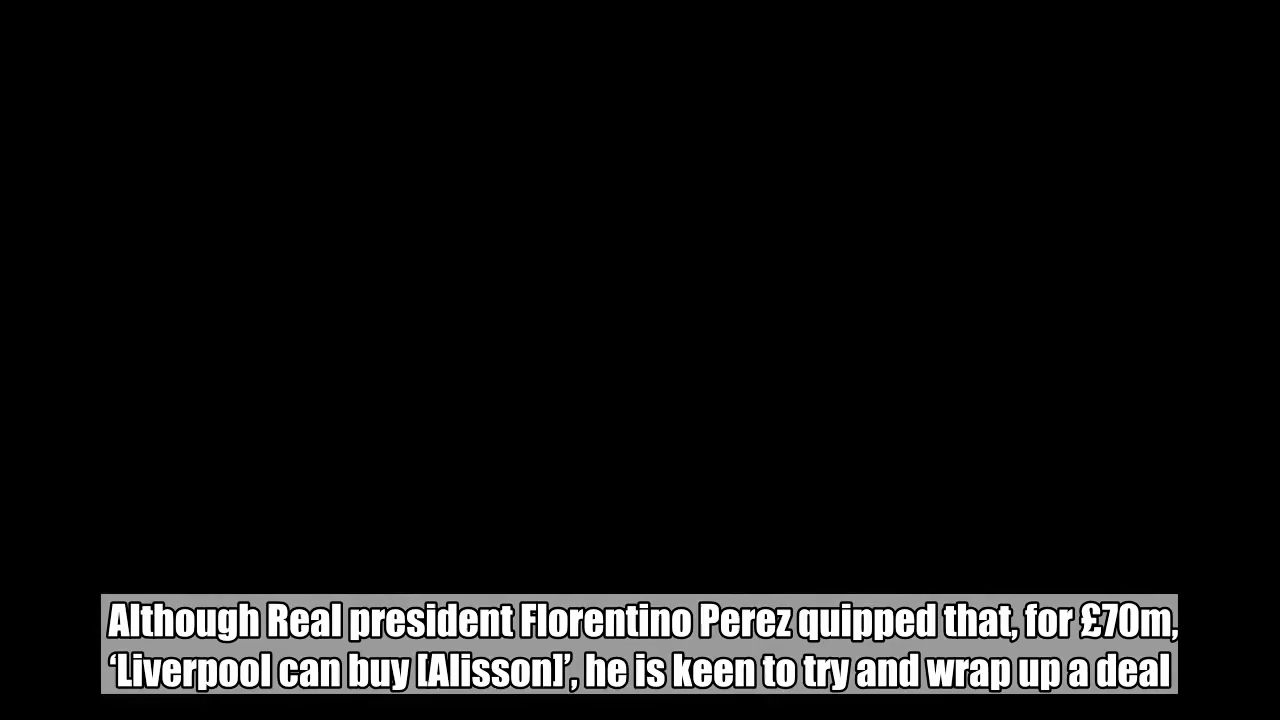 Although Real president Florentino Perez quipped that, for £70m,
‘Liverpool can buy [Alisson]’, he is keen to try and wrap up a deal